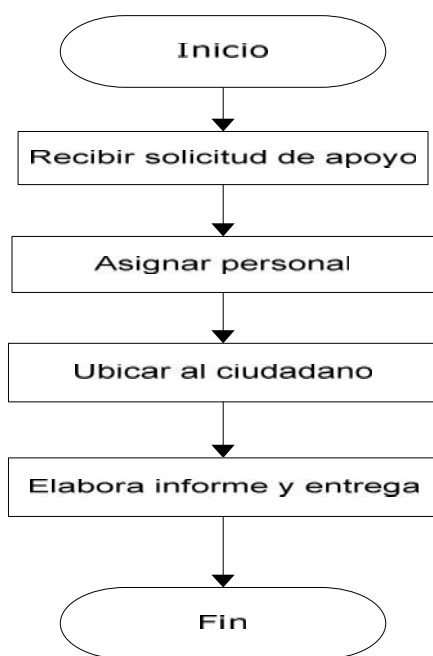 Inicio
Recibir solicitud de apoyo
Asignar personal
Ubicar al ciudadano
Elabora informe y entrega
Fin